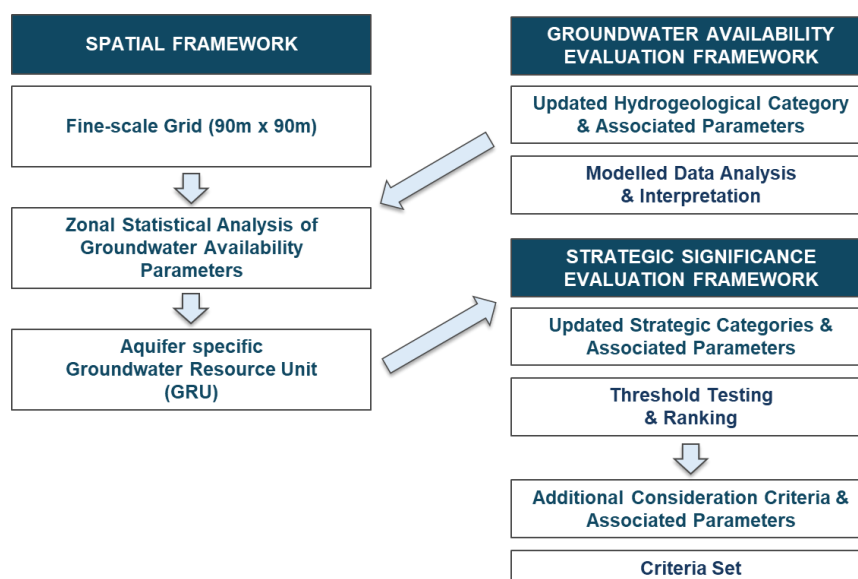 SPATIAL FRAMEWORK
Fine-scale Grid (90m x 90m)
Zonal Statistical Analysis of
Groundwater Availability
Parameters
Aquifer specific
Groundwater Resource Unit
(GRU)
GROUNDWATER AVAILABILITY
EVALUATION FRAMEWORK
Updated Hydrogeological Category
& Associated Parameters
Modelled Data Analysis
& Interpretation
STRATEGIC SIGNIFICANCE
EVALUATION FRAMEWORK
Updated Strategic Categories &
Associated Parameters
Threshold Testing
& Ranking
Additional Consideration Criteria &
Associated Parameters
Criteria Set